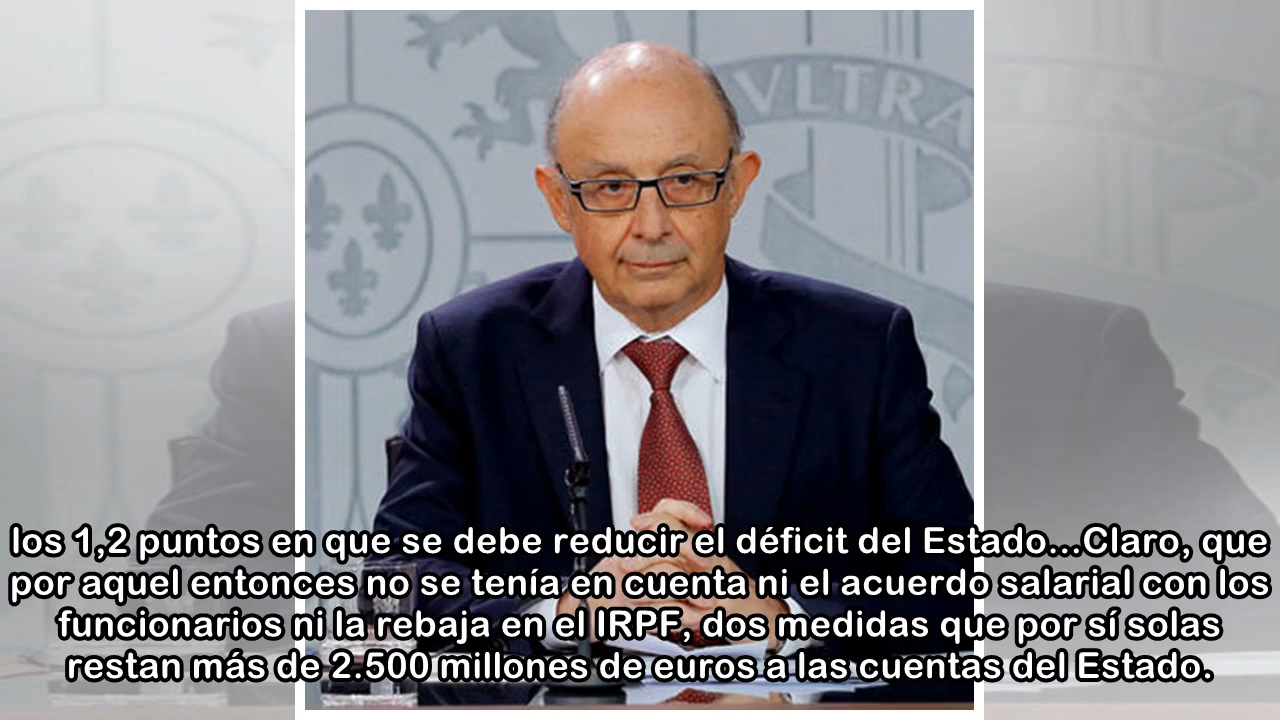 VLTRA
los 1,2 puntos en que se debe reducir el déficit del Estado...Claro, que
por aquel entonces no se tenía en cuenta ni el acuerdo salarial con los
funcionarios ni la rebaja en el IRPF, dos medidas que por sí solas
restan más de 2.500 millones de euros a las cuentas del Estado.